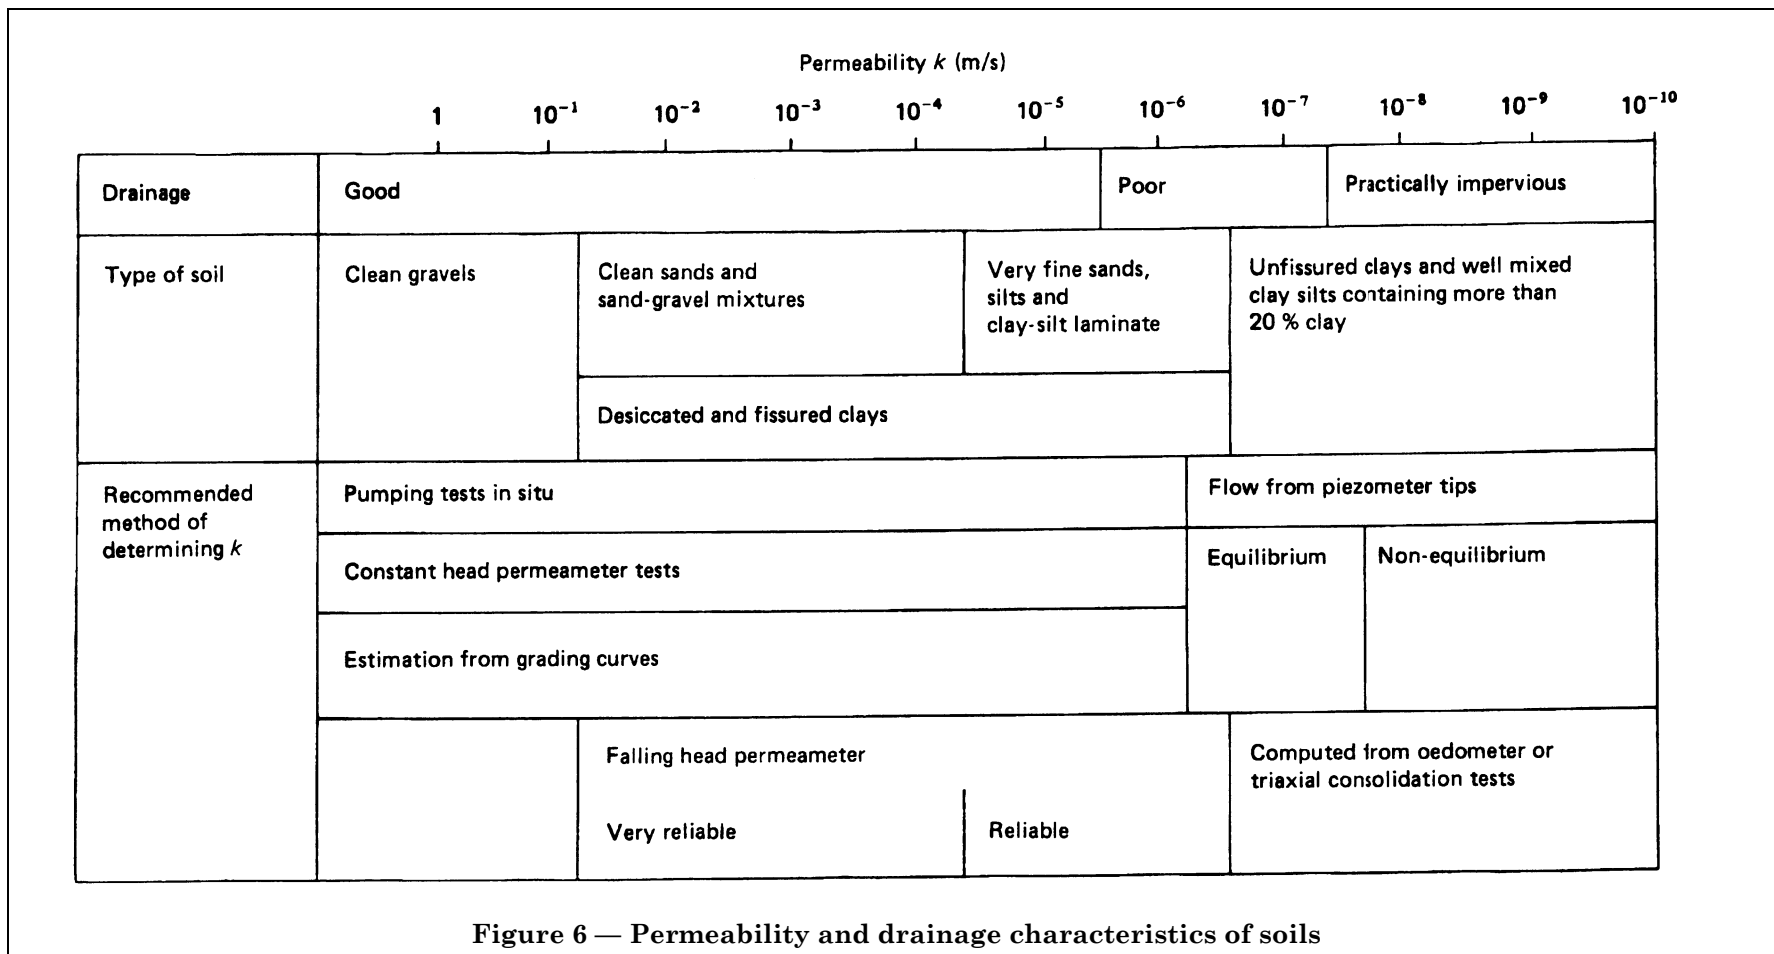 Permeability k (m/s)
1 10⁻¹ 10⁻² 10⁻³ 10⁻⁴ 10⁻⁵ 10⁻⁶ 10⁻⁷ 10⁻⁸ 10⁻⁹ 10⁻¹⁰
Drainage
Good
Poor
Practically impervious
Type of soil
Clean gravels
Clean sands and
sand-gravel mixtures
Very fine sands,
silts and
clay-silt laminate
Unfissured clays and well mixed
clay silts containing more than
20 % clay
Desiccated and fissured clays
Recommended
method of
determining k
Pumping tests in situ
Flow from piezometer tips
Constant head permeameter tests
Equilibrium
Non-equilibrium
Estimation from grading curves
Falling head permeameter
Very reliable
Reliable
Computed from oedometer or
triaxial consolidation tests
Figure 6 — Permeability and drainage characteristics of soils